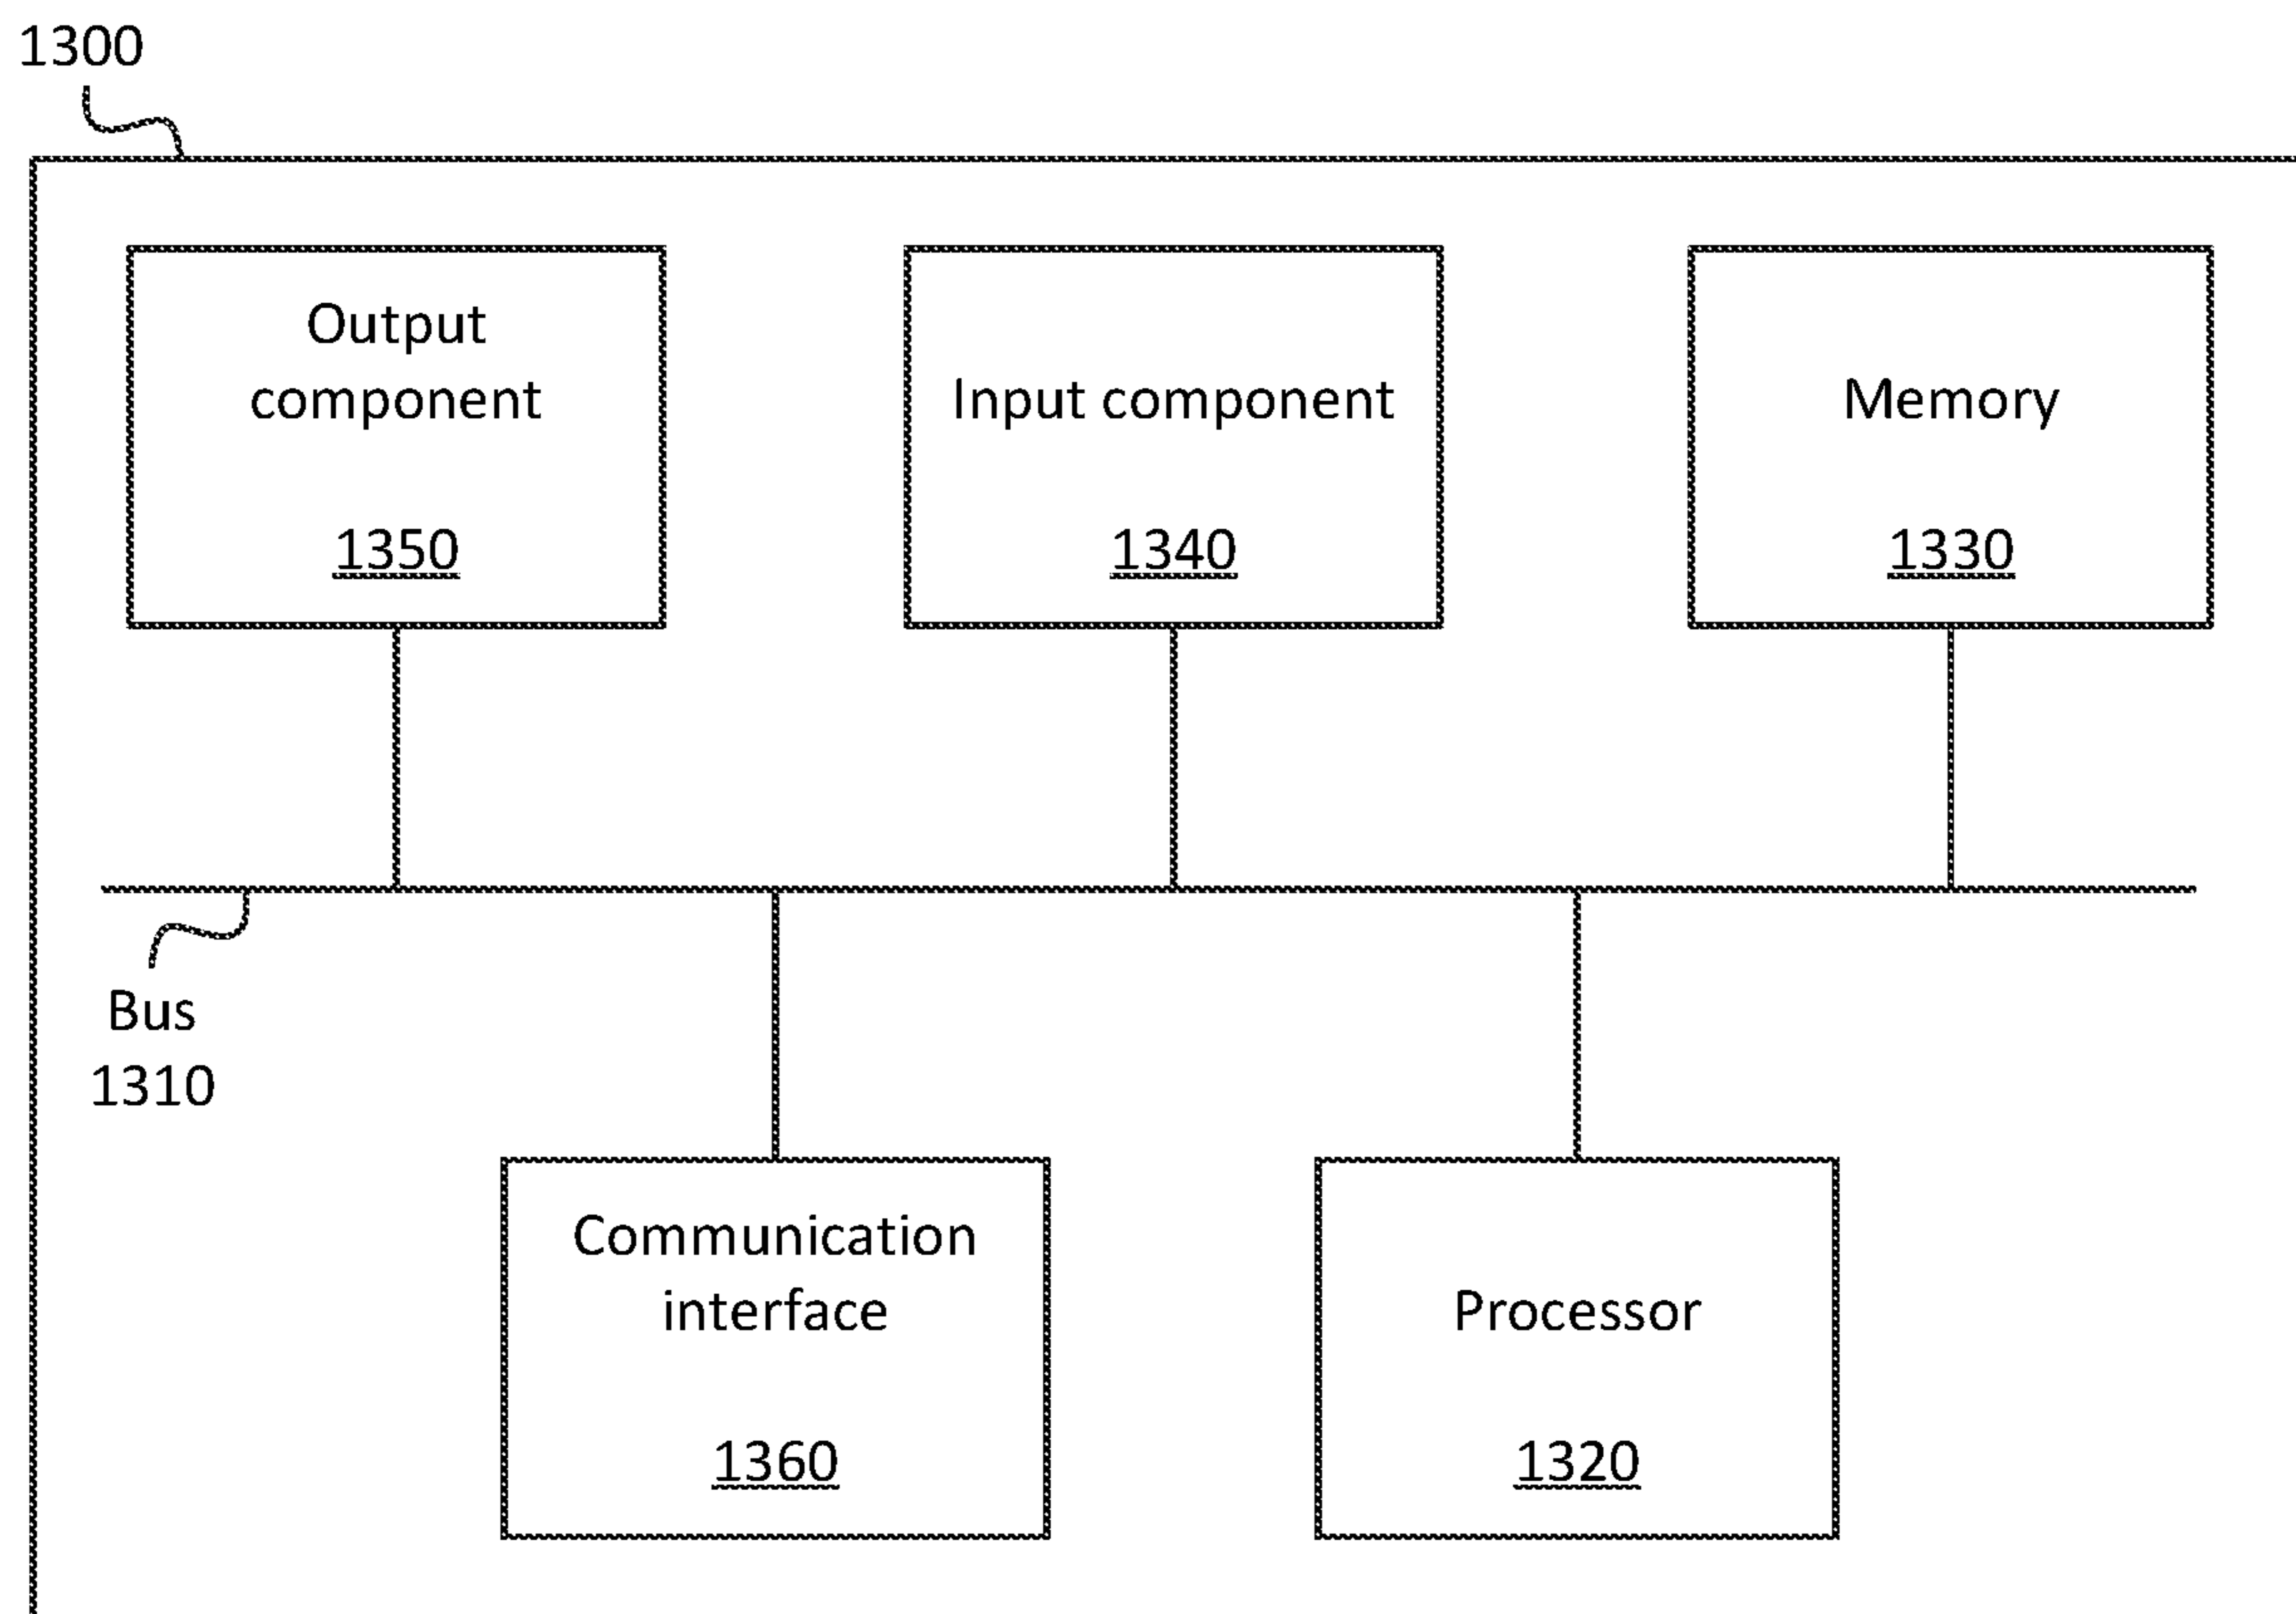 1300
Output
component
1350
Input component
1340
Memory
1330
Bus
1310
Communication
interface
1360
Processor
1320